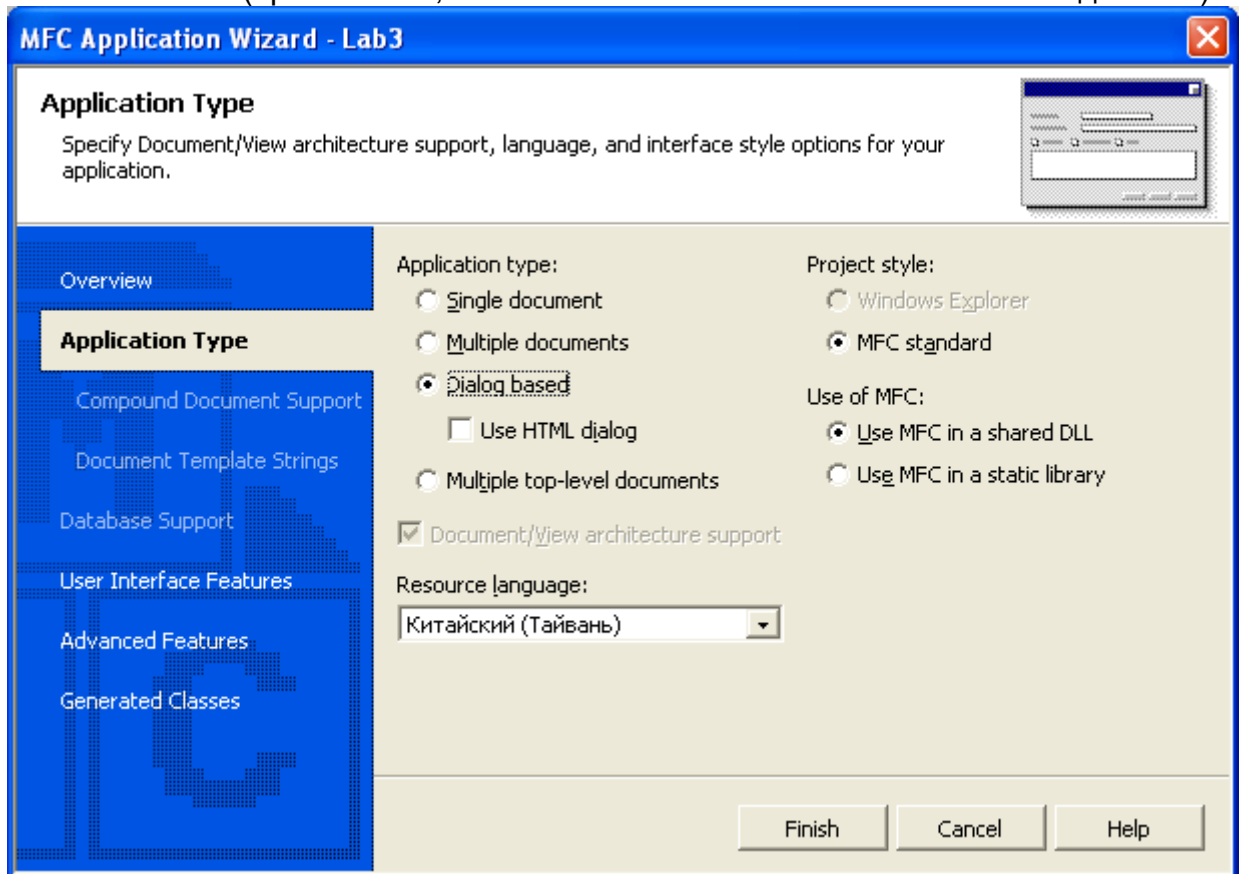 MFC Application Wizard - Lab3
Application Type
Specify Document/View architecture support, language, and interface style options for your
application.
Overview
Application Type
Compound Document Support
Document Template Strings
Database Support
User Interface Features
Advanced Features
Generated Classes
Application type:
Single document
Multiple documents
Dialog based
Use HTML dialog
Multiple top-level documents
Document/View architecture support
Resource language:
Китайский (Тайвань)
Project style:
Windows Explorer
MFC standard
Use of MFC:
Use MFC in a shared DLL
Use MFC in a static library
Finish
Cancel
Help